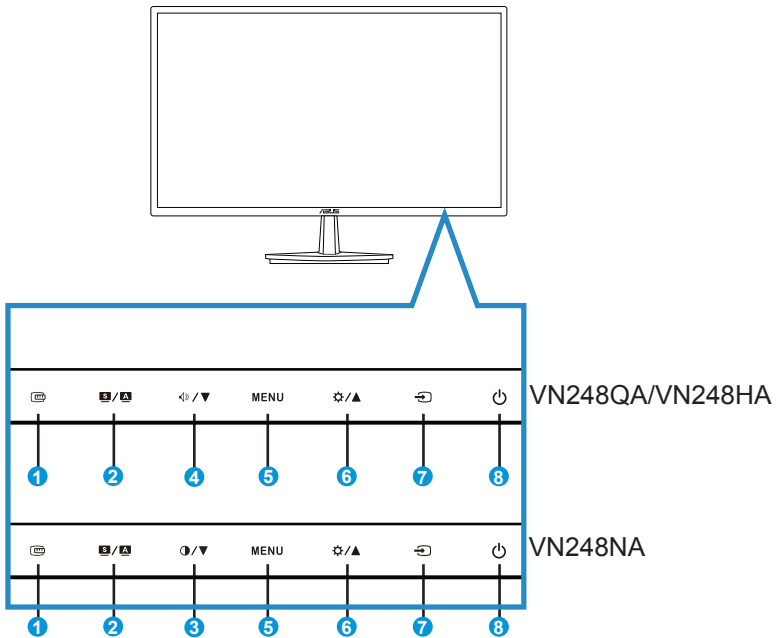 ASUS
S/A MENU VN248QA/VN248HA
1 2 4 5 6 7 8
S/A MENU VN248NA
1 2 3 5 6 7 8